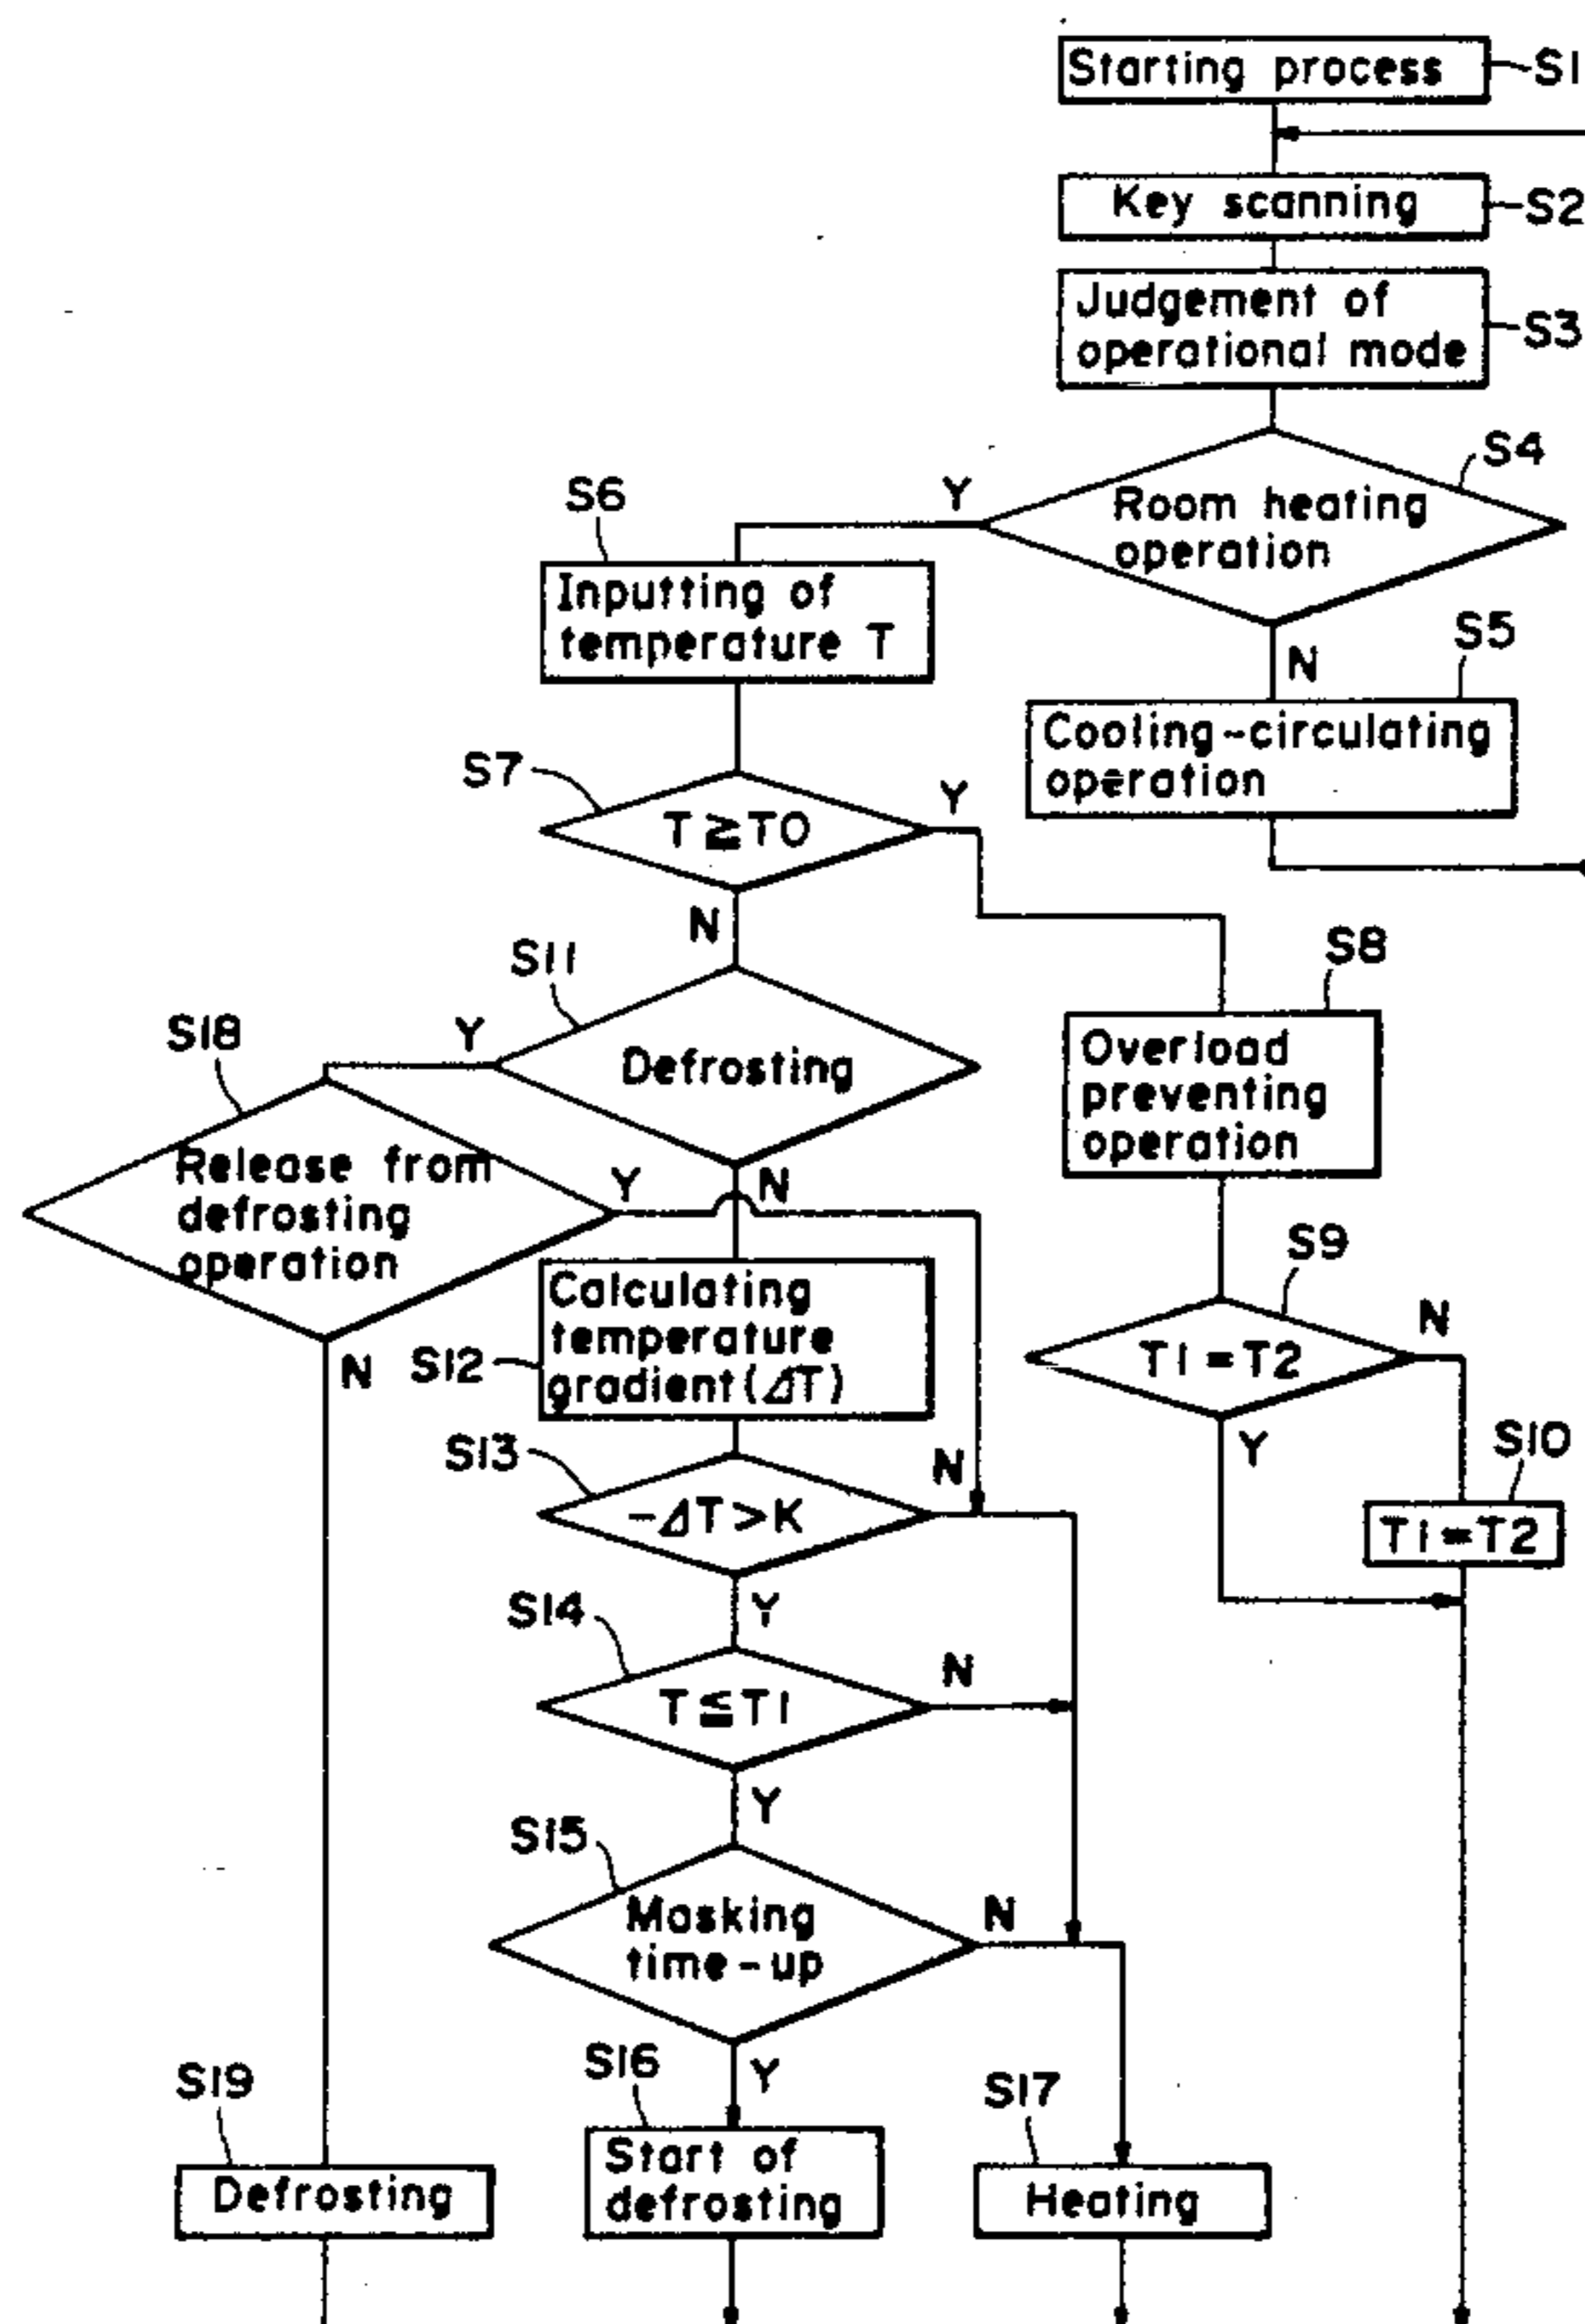 Starting process
S1
Key scanning
S2
Judgement of
operational mode
S3
S4
Room heating
operation
Y
N
S6
Inputting of
temperature T
S5
Cooling-circulating
operation
S7
T≧T0
Y
N
S8
Overload
preventing
operation
S11
Defrosting
Y
N
S18
Release from
defrosting
operation
Y
N
S12
Calculating
temperature
gradient(⊿T)
S9
T1=T2
N
Y
S10
T1=T2
S13
-⊿T>K
N
Y
S14
T≦T1
N
Y
S15
Masking
time-up
N
Y
S19
Defrosting
S16
Start of
defrosting
S17
Heating